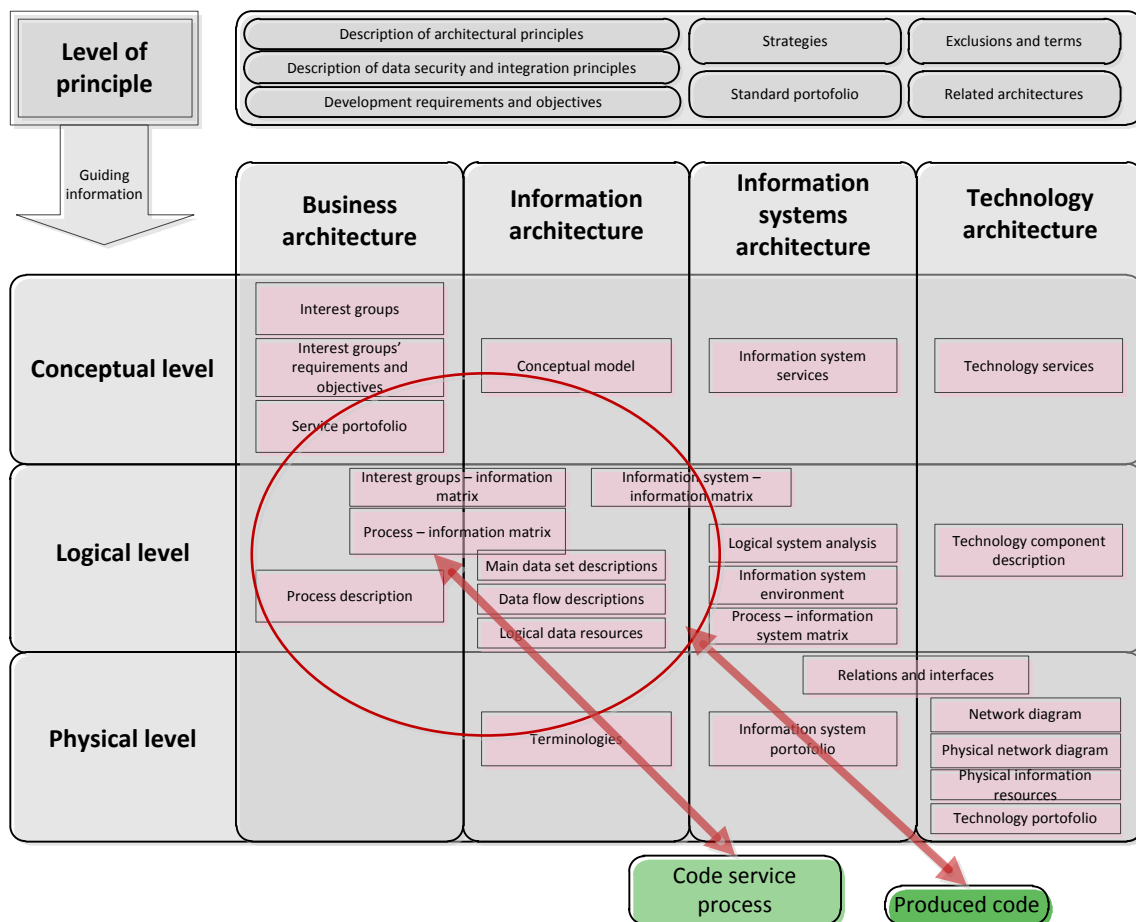 Level of
principle
Description of architectural principles
Strategies
Exclusions and terms
Description of data security and integration principles
Development requirements and objectives
Standard portofolio
Related architectures
Guiding
information
Business
architecture
Information
architecture
Information
systems
architecture
Technology
architecture
Conceptual level
Interest groups
Interest groups’
requirements and
objectives
Service portofolio
Conceptual model
Information system
services
Technology services
Logical level
Interest groups – information
matrix
Information system –
information matrix
Process – information matrix
Process description
Main data set descriptions
Data flow descriptions
Logical data resources
Logical system analysis
Information system
environment
Process – information
system matrix
Technology component
description
Physical level
Relations and interfaces
Terminologies
Information system
portofolio
Network diagram
Physical network diagram
Physical information
resources
Technology portofolio
Code service
process
Produced code